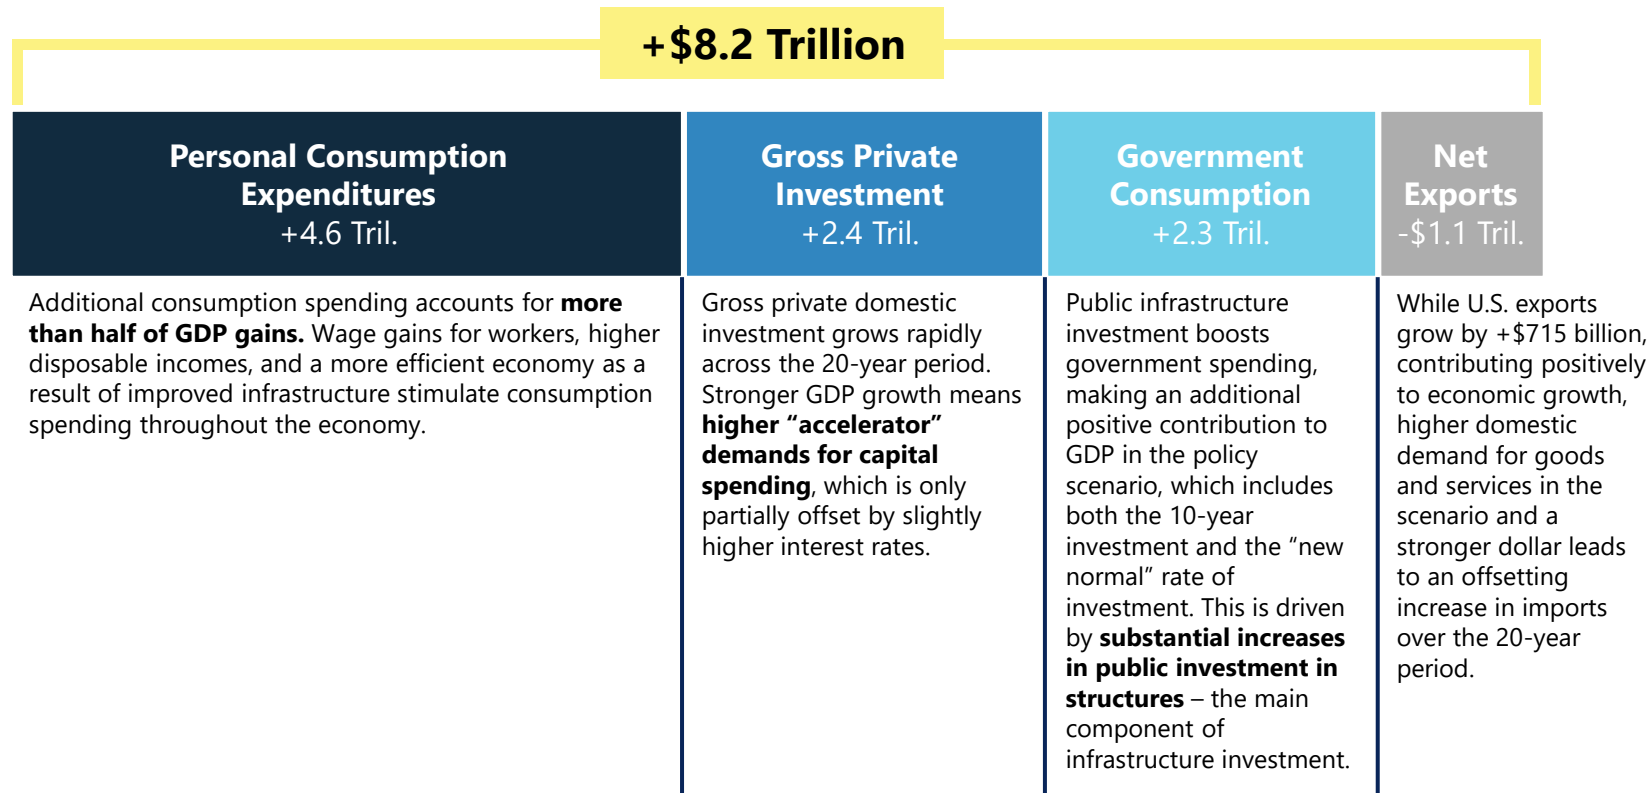 +$8.2 Trillion
Personal Consumption
Expenditures
+4.6 Tril.
Gross Private
Investment
+2.4 Tril.
Government
Consumption
+2.3 Tril.
Net
Exports
-$1.1 Tril.
Additional consumption spending accounts for more
than half of GDP gains. Wage gains for workers, higher
disposable incomes, and a more efficient economy as a
result of improved infrastructure stimulate consumption
spending throughout the economy.
Gross private domestic
investment grows rapidly
across the 20-year period.
Stronger GDP growth means
higher “accelerator”
demands for capital
spending, which is only
partially offset by slightly
higher interest rates.
Public infrastructure
investment boosts
government spending,
making an additional
positive contribution to
GDP in the policy
scenario, which includes
both the 10-year
investment and the “new
normal” rate of
investment. This is driven
by substantial increases
in public investment in
structures – the main
component of
infrastructure investment.
While U.S. exports
grow by +$715 billion,
contributing positively
to economic growth,
higher domestic
demand for goods
and services in the
scenario and a
stronger dollar leads
to an offsetting
increase in imports
over the 20-year
period.